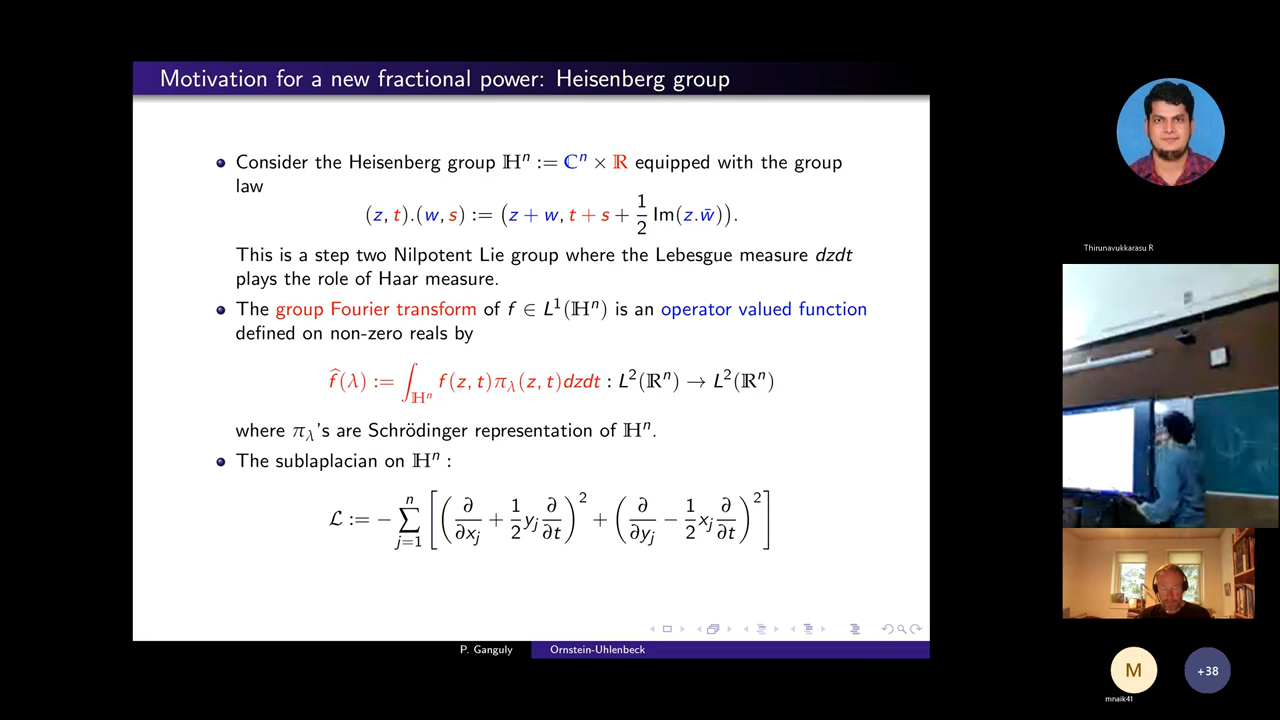 Motivation for a new fractional power: Heisenberg group
Consider the Heisenberg group ℍⁿ := ℂⁿ × ℝ equipped with the group
law
(z, t).(w, s) := (z + w, t + s + 1/2 Im(z.w̄)).
This is a step two Nilpotent Lie group where the Lebesgue measure dzdt
plays the role of Haar measure.
The group Fourier transform of f ∈ L¹(ℍⁿ) is an operator valued function
defined on non-zero reals by
f̂(λ) := ∫_ℍⁿ f(z, t)π_λ(z, t)dzdt : L²(ℝⁿ) → L²(ℝⁿ)
where π_λ's are Schrödinger representation of ℍⁿ.
The sublaplacian on ℍⁿ :
ℒ := − ∑_{j=1}^{n} [(∂/∂x_j + 1/2 y_j ∂/∂t)² + (∂/∂y_j − 1/2 x_j ∂/∂t)²]
P. Ganguly
Ornstein-Uhlenbeck
Thirunavukkarasu R
M
mnaik41
+38